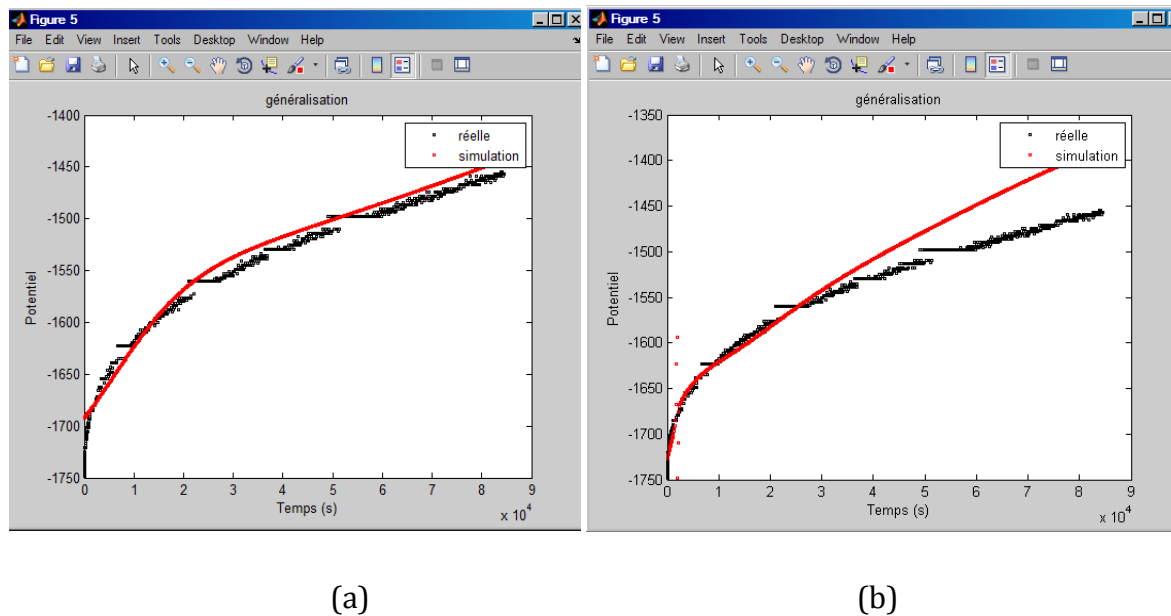 Figure 5
File Edit View Insert Tools Desktop Window Help
généralisation
-1400
-1450
-1500
-1550
-1600
-1650
-1700
-1750
Potentiel
réelle
simulation
0 1 2 3 4 5 6 7 8 9
Temps (s)
x 10^4
(a)
Figure 5
File Edit View Insert Tools Desktop Window Help
généralisation
-1350
-1400
-1450
-1500
-1550
-1600
-1650
-1700
-1750
Potentiel
réelle
simulation
0 1 2 3 4 5 6 7 8 9
Temps (s)
x 10^4
(b)